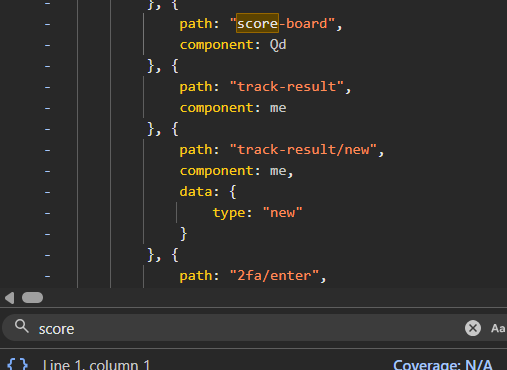 - }, {
- path: "score-board",
- component: Qd
- }, {
- path: "track-result",
- component: me
- }, {
- path: "track-result/new",
- component: me,
- data: {
- type: "new"
- }
- }, {
- path: "2fa/enter",
score
Aa
{ } Line 1, column 1 Coverage: N/A